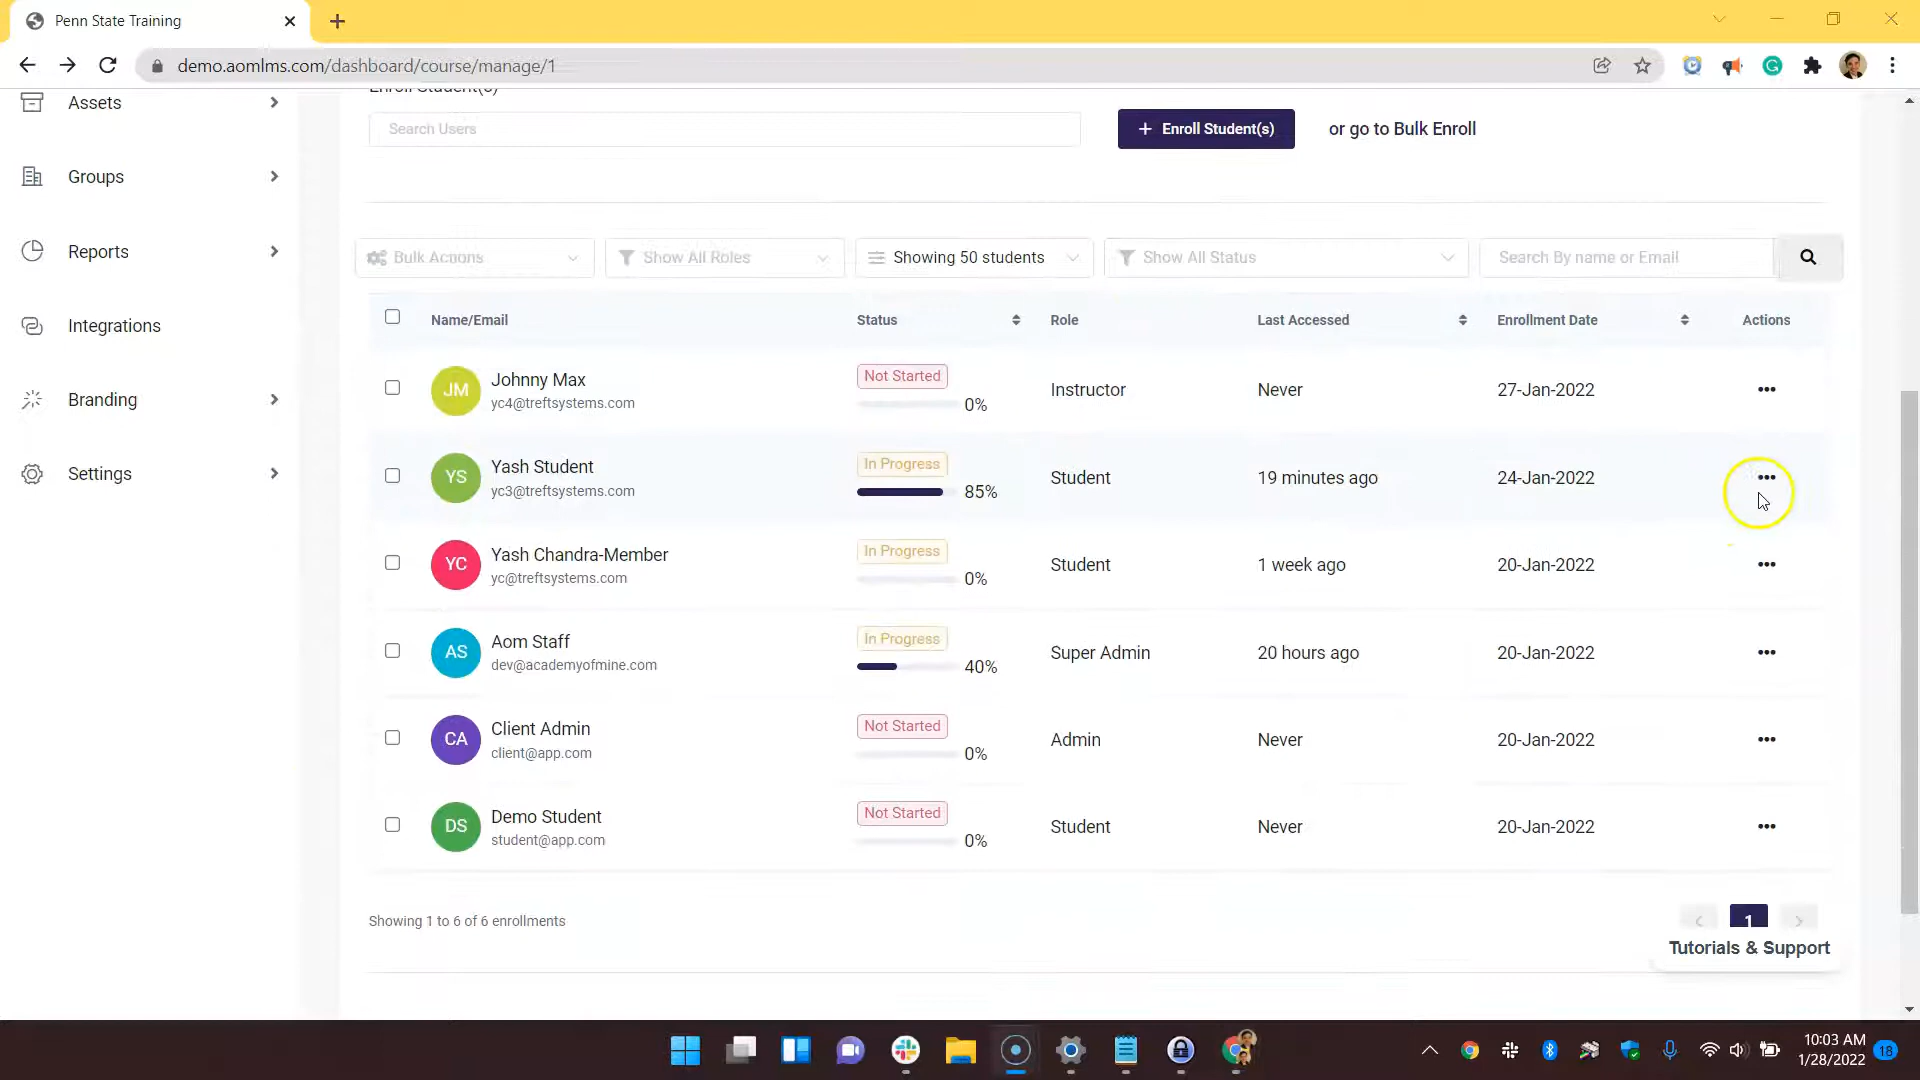 Penn State Training
demo.aomlms.com/dashboard/course/manage/1
Assets
Groups
Reports
Integrations
Branding
Settings
Enroll Student(s)
Search Users
+ Enroll Student(s)
or go to Bulk Enroll
Bulk Actions
Show All Roles
Showing 50 students
Show All Status
Search By name or Email
Name/Email Status Role Last Accessed Enrollment Date Actions
JM Johnny Max Not Started Instructor Never 27-Jan-2022
yc4@treftsystems.com 0%
YS Yash Student In Progress Student 19 minutes ago 24-Jan-2022
yc3@treftsystems.com 85%
YC Yash Chandra-Member In Progress Student 1 week ago 20-Jan-2022
yc@treftsystems.com 0%
AS Aom Staff In Progress Super Admin 20 hours ago 20-Jan-2022
dev@academyofmine.com 40%
CA Client Admin Not Started Admin Never 20-Jan-2022
client@app.com 0%
DS Demo Student Not Started Student Never 20-Jan-2022
student@app.com 0%
Showing 1 to 6 of 6 enrollments
1
Tutorials & Support
10:03 AM
1/28/2022
18